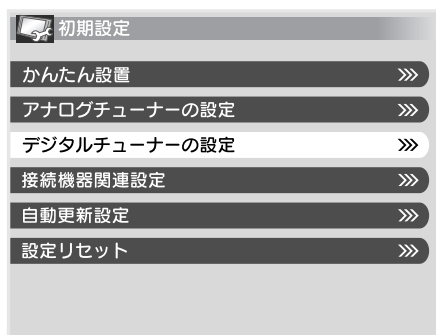 初期設定
かんたん設置
アナログチューナーの設定
デジタルチューナーの設定
接続機器関連設定
自動更新設定
設定リセット